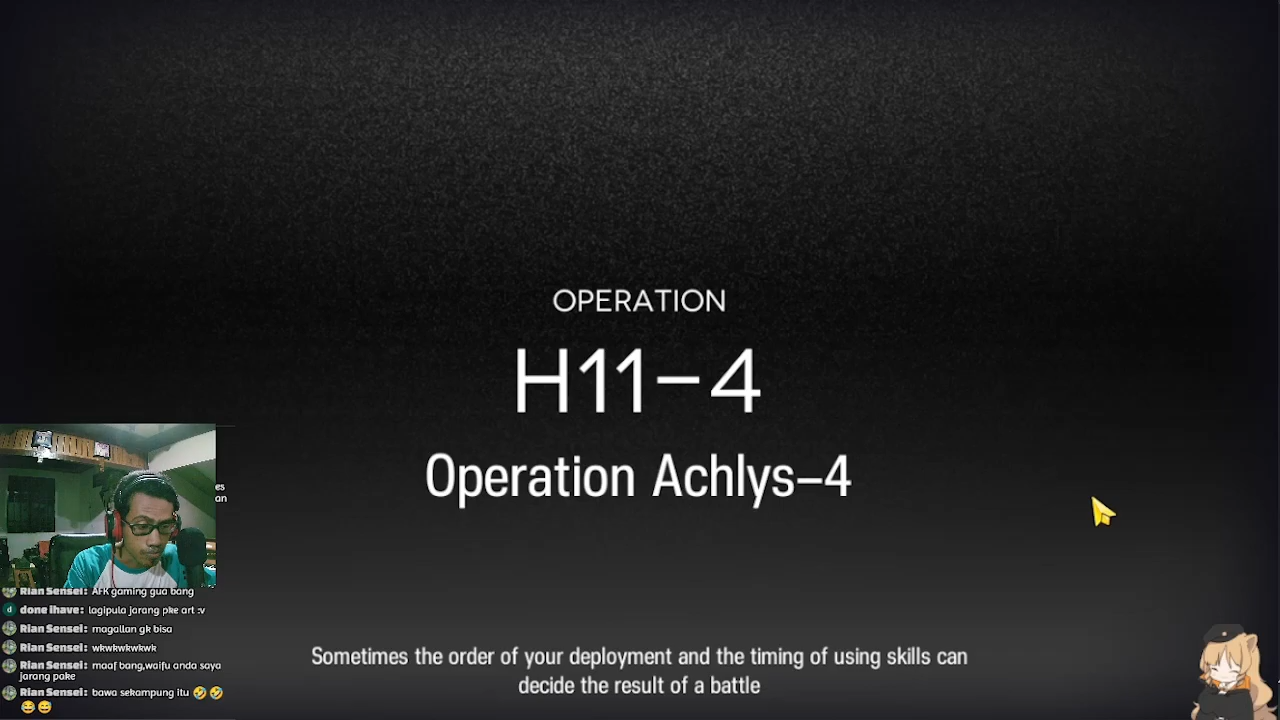 OPERATION
H11-4
Operation Achlys-4
es
an
Rian Sensei: AFK gaming gua bang
done ihave: lagipula jarang pke art :v
Rian Sensei: magallan gk bisa
Rian Sensei: wkwkwkwkwk
Rian Sensei: maaf bang,waifu anda saya
jarang pake
Rian Sensei: bawa sekampung itu 🤣 🤣
😂 😅
Sometimes the order of your deployment and the timing of using skills can
decide the result of a battle